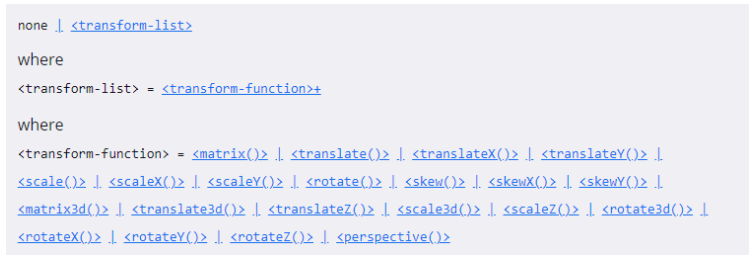 none | <transform-list>
where
<transform-list> = <transform-function>+
where
<transform-function> = <matrix()> | <translate()> | <translateX()> | <translateY()> |
<scale()> | <scaleX()> | <scaleY()> | <rotate()> | <skew()> | <skewX()> | <skewY()> |
<matrix3d()> | <translate3d()> | <translateZ()> | <scale3d()> | <scaleZ()> | <rotate3d()> |
<rotateX()> | <rotateY()> | <rotateZ()> | <perspective()>